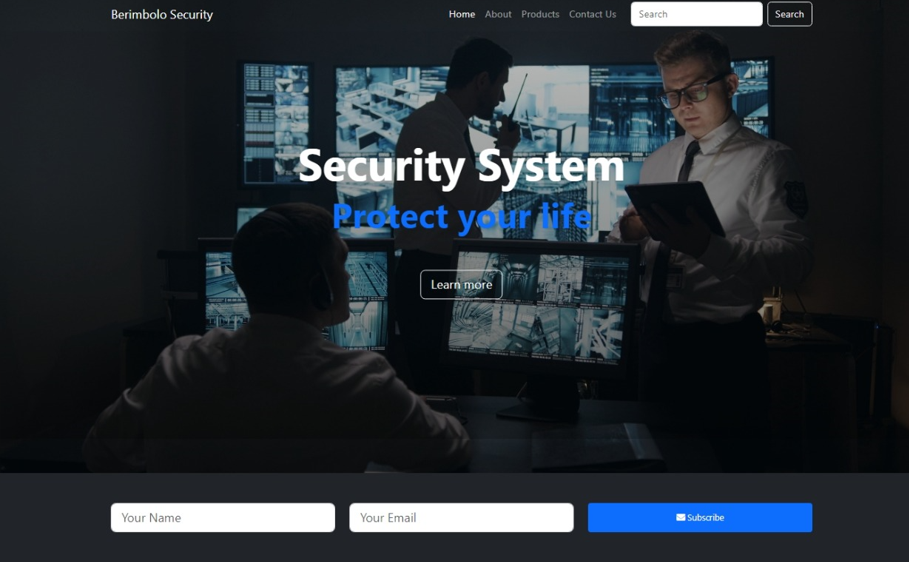 Berimbolo Security
Home About Products Contact Us Search Search
Security System
Protect your life
Learn more
Your Name Your Email Subscribe